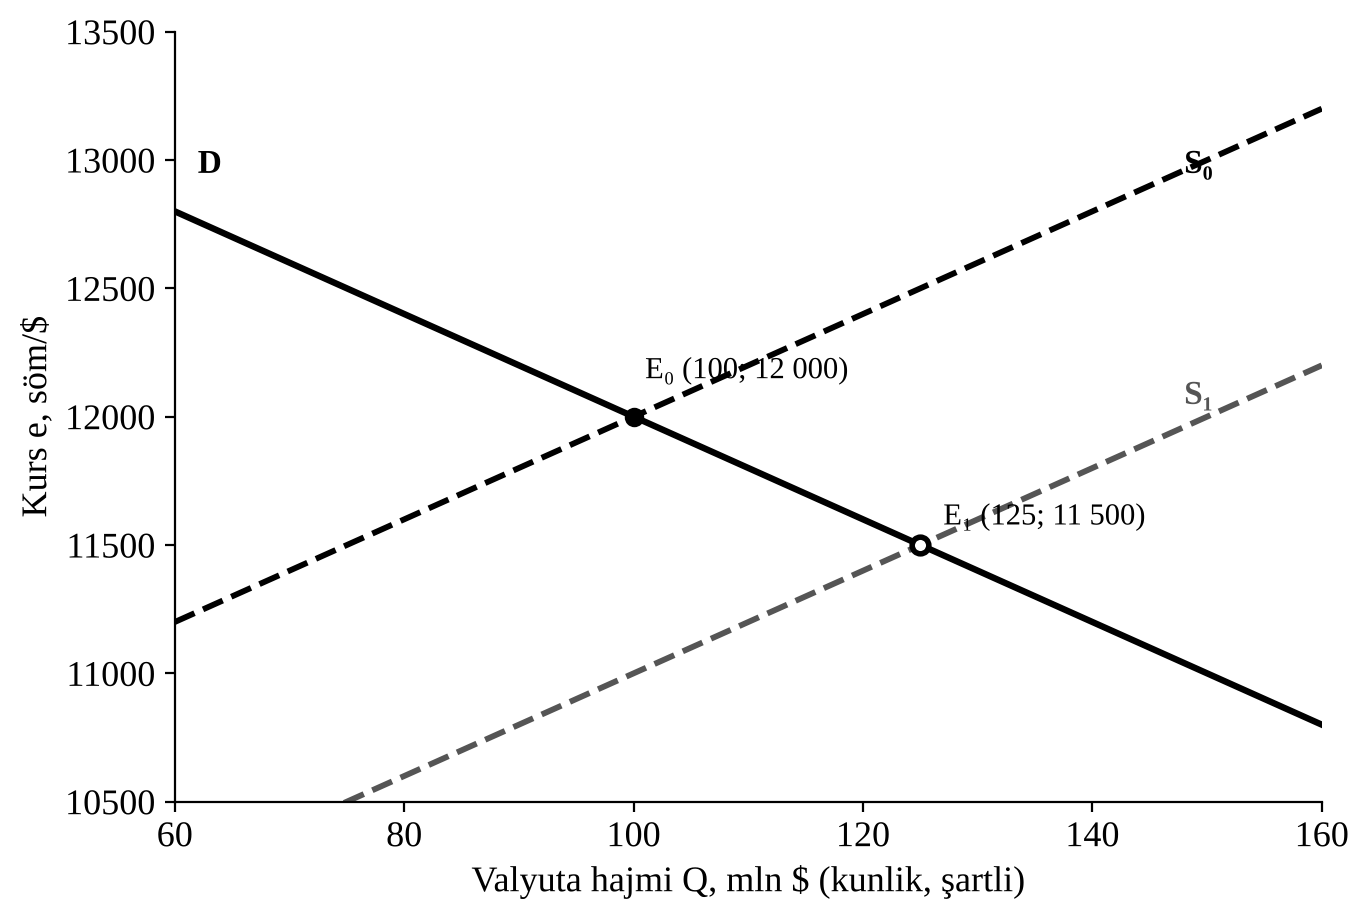 13500
13000
12500
12000
11500
11000
10500
Kurs e, söm/$
D
S₀
E₀ (100; 12 000)
S₁
E₁ (125; 11 500)
60 80 100 120 140 160
Valyuta hajmi Q, mln $ (kunlik, şartli)